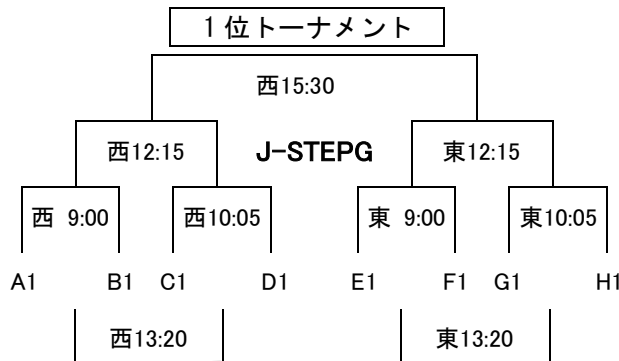 1位トーナメント
西15:30
西12:15 J-STEPG 東12:15
西 9:00 西10:05 東 9:00 東10:05
A1 B1 C1 D1 E1 F1 G1 H1
西13:20 東13:20